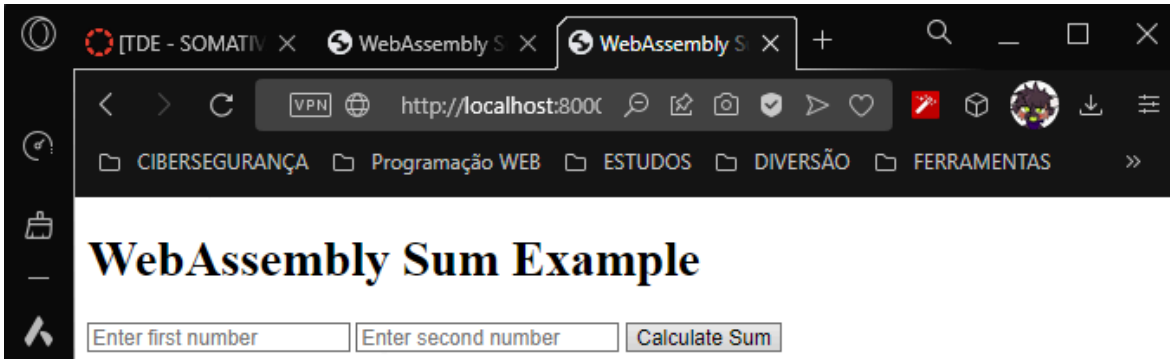 [TDE - SOMATIV WebAssembly S WebAssembly S
VPN http://localhost:8000
CIBERSEGURANÇA Programação WEB ESTUDOS DIVERSÃO FERRAMENTAS
WebAssembly Sum Example
Enter first number Enter second number Calculate Sum